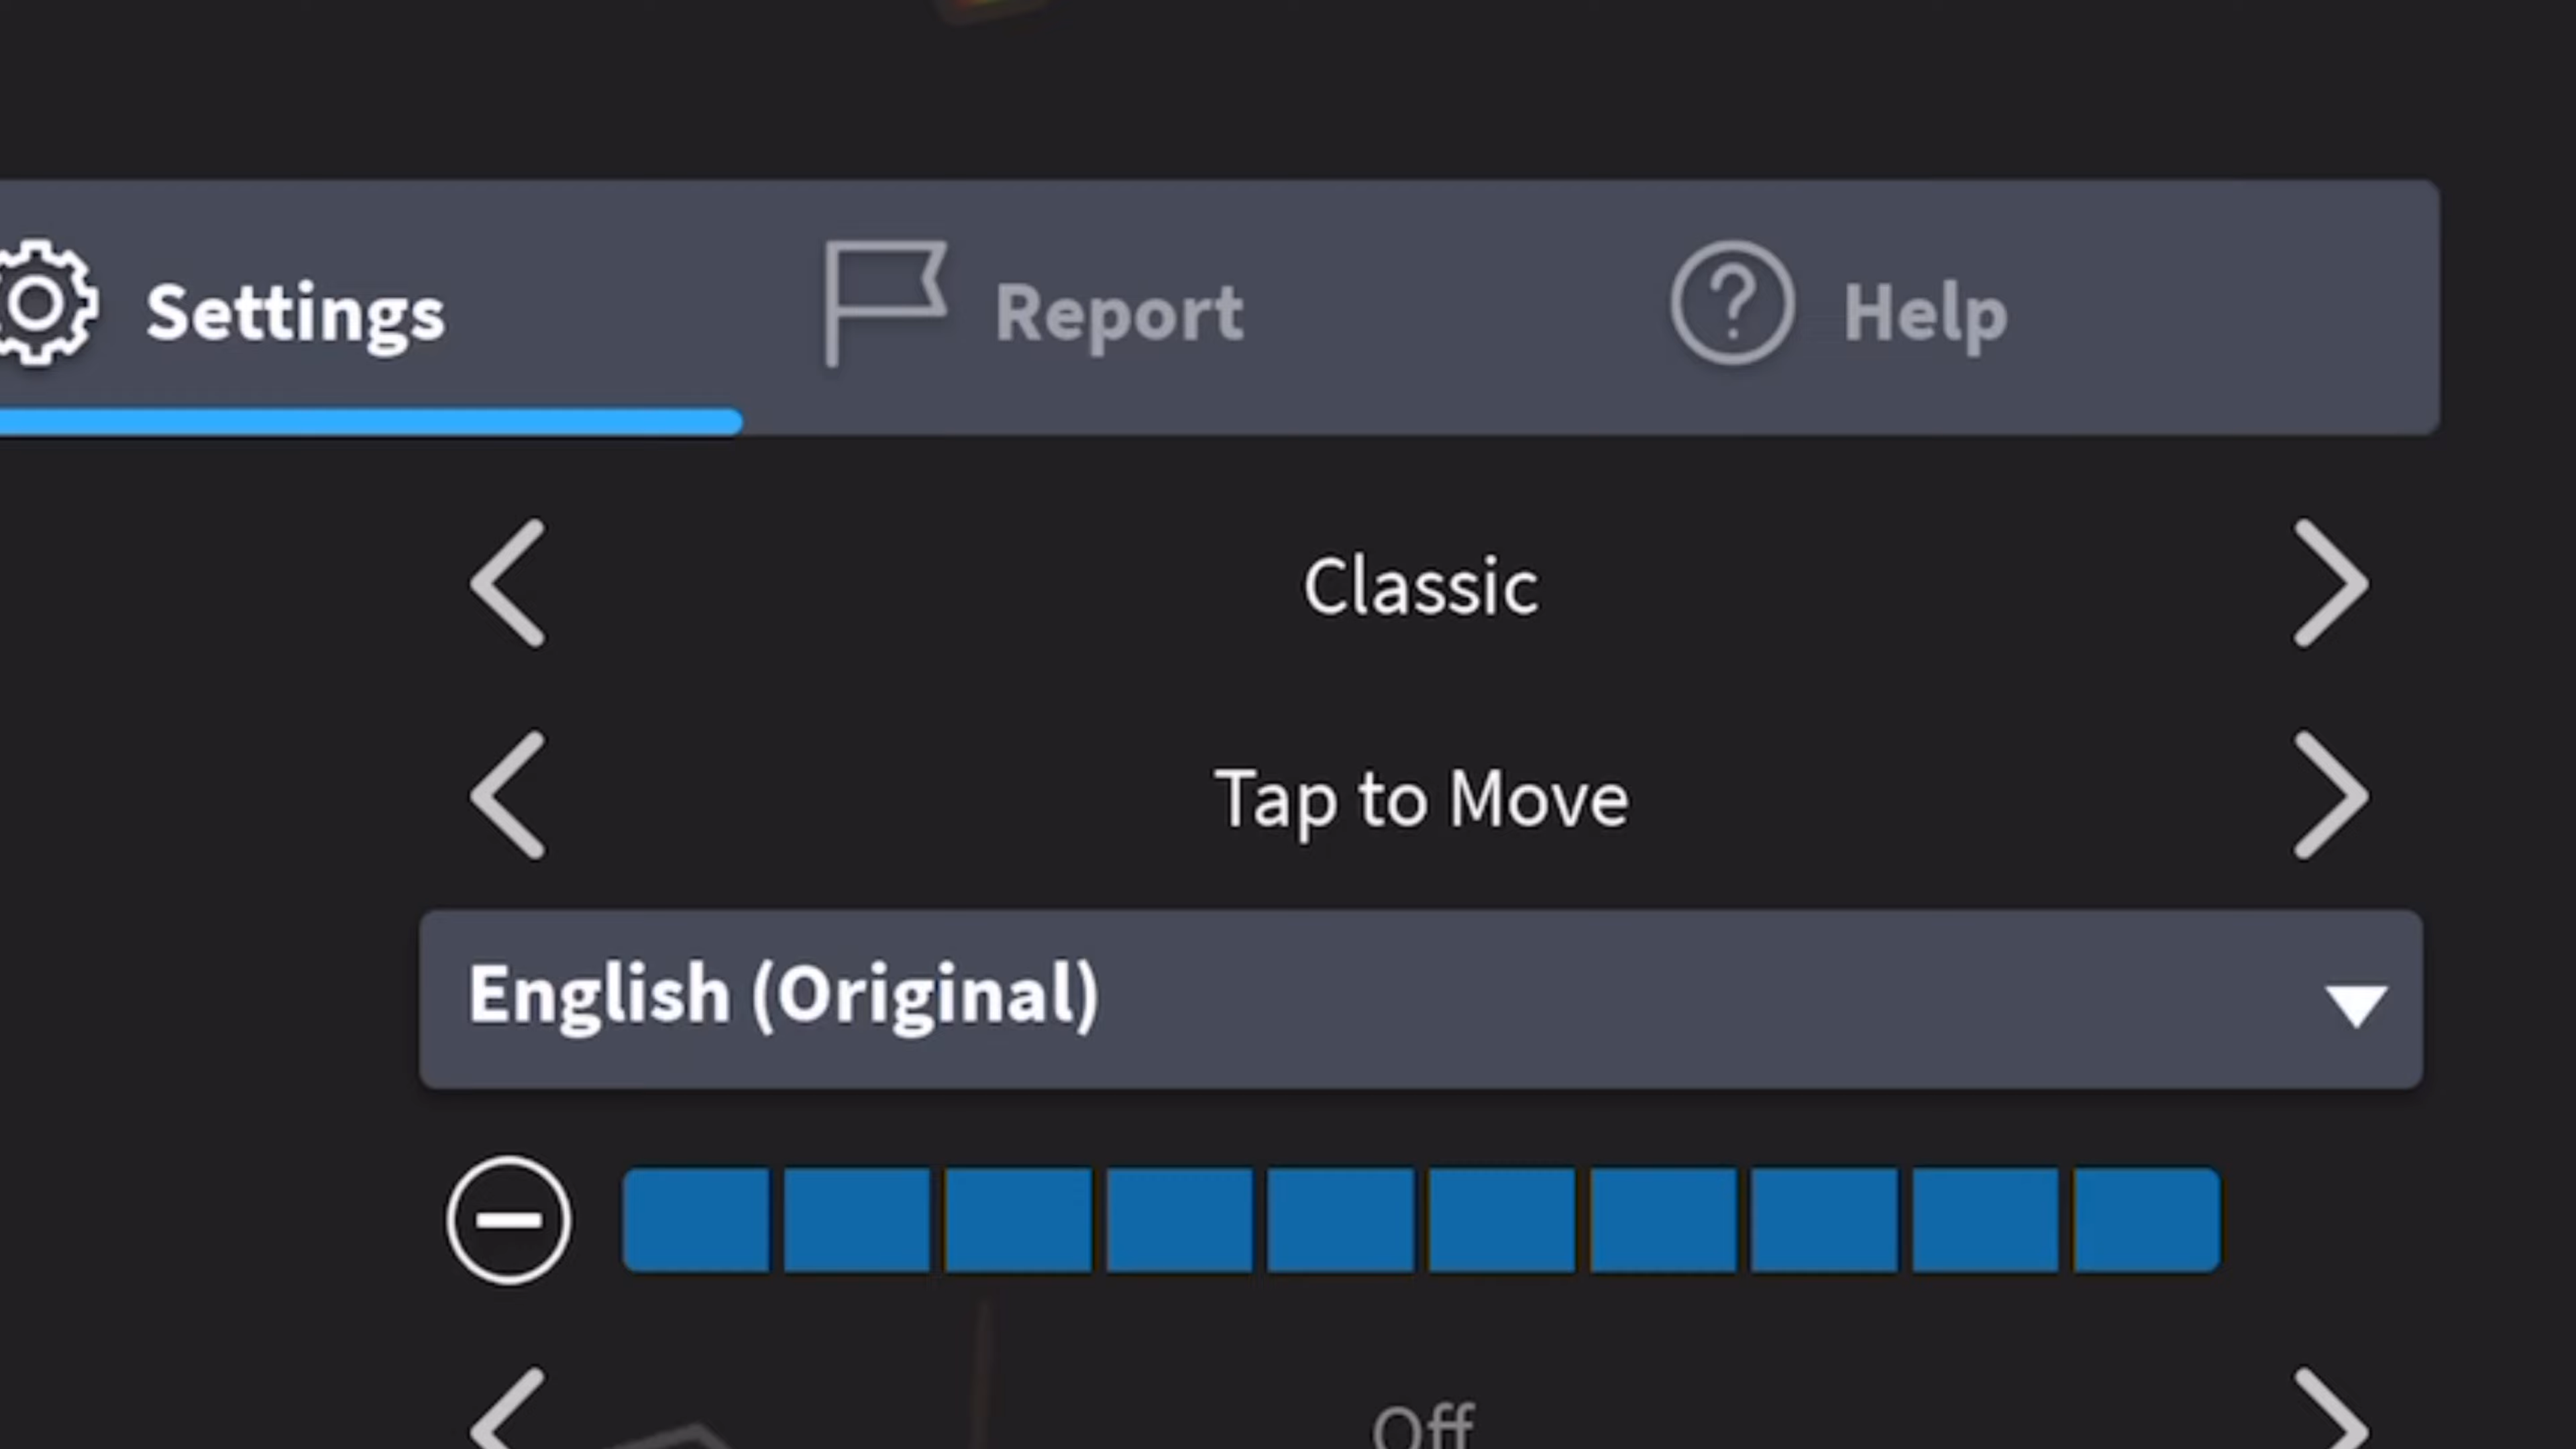 Settings
Report
Help
Classic
Tap to Move
English (Original)
Off